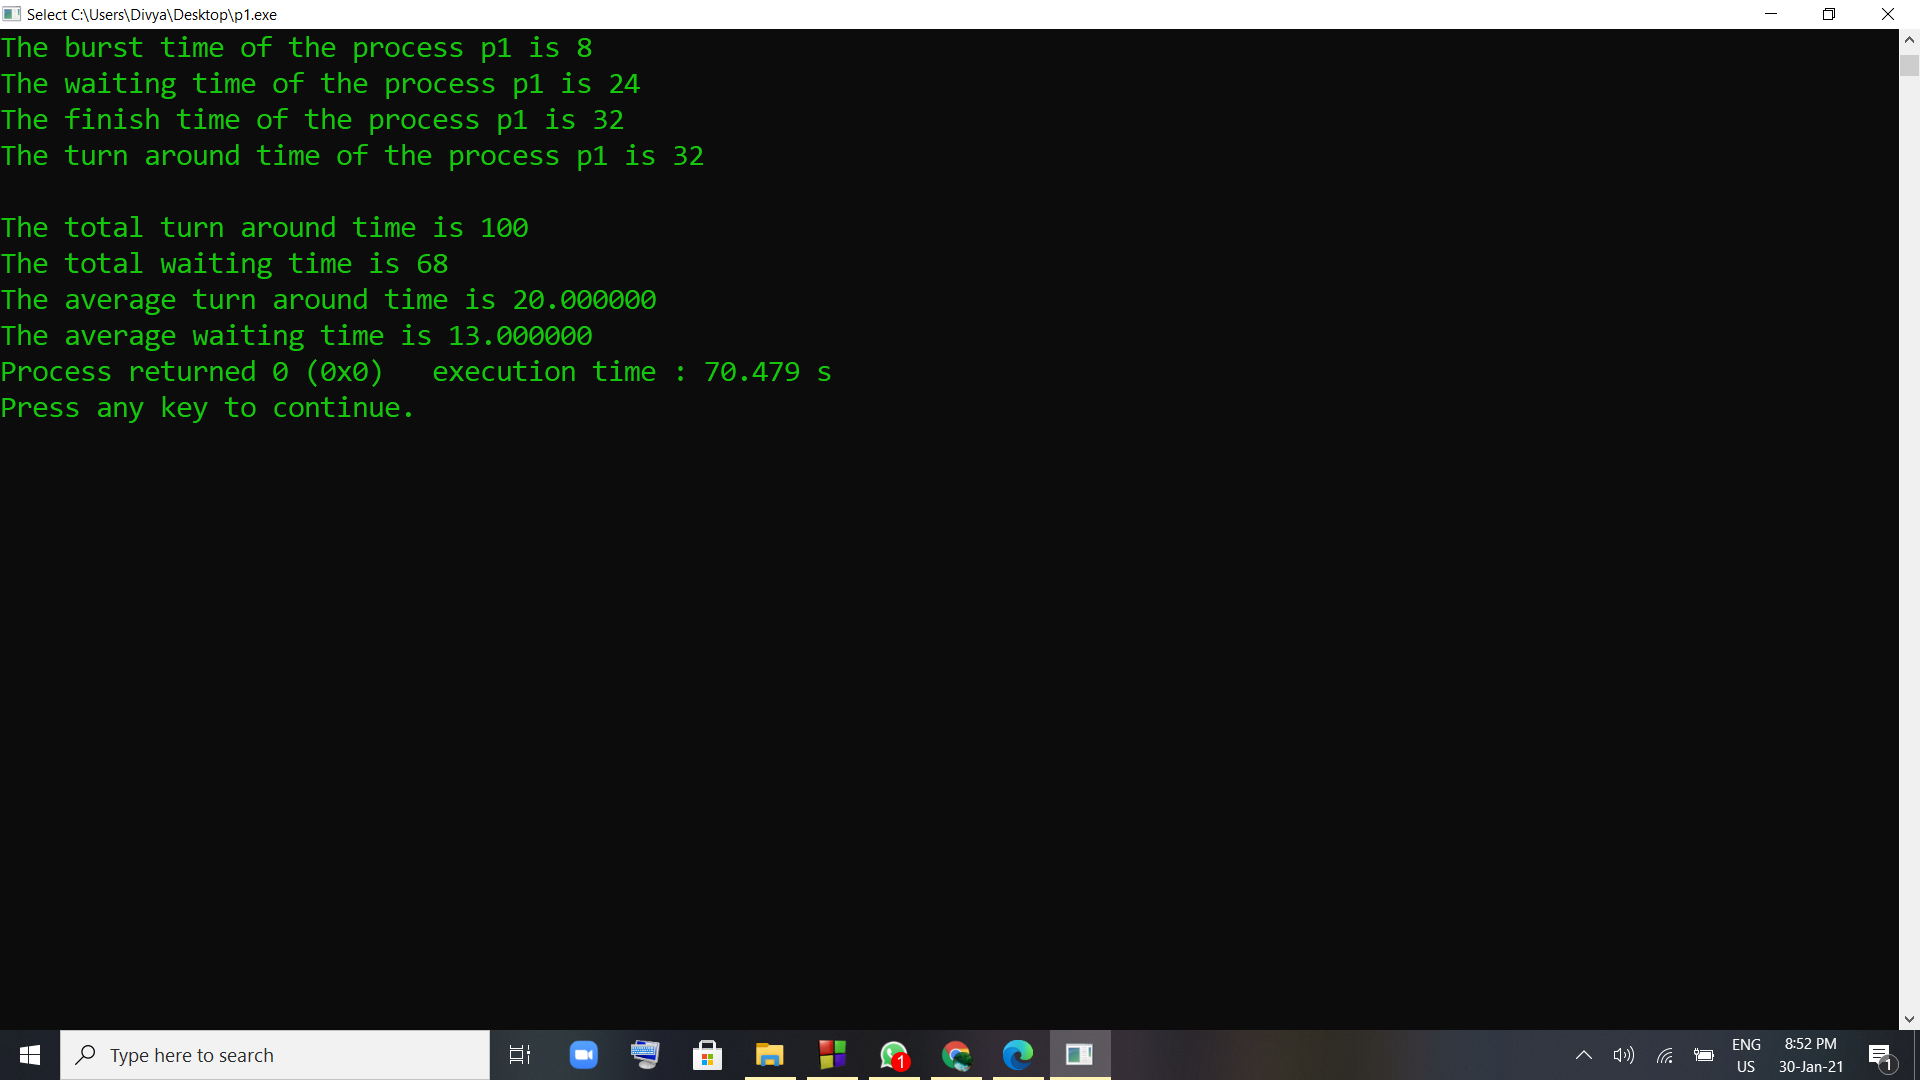 Select C:\Users\Divya\Desktop\p1.exe
The burst time of the process p1 is 8
The waiting time of the process p1 is 24
The finish time of the process p1 is 32
The turn around time of the process p1 is 32
The total turn around time is 100
The total waiting time is 68
The average turn around time is 20.000000
The average waiting time is 13.000000
Process returned 0 (0x0)   execution time : 70.479 s
Press any key to continue.
Type here to search
1
ENG
US
8:52 PM
30-Jan-21
1